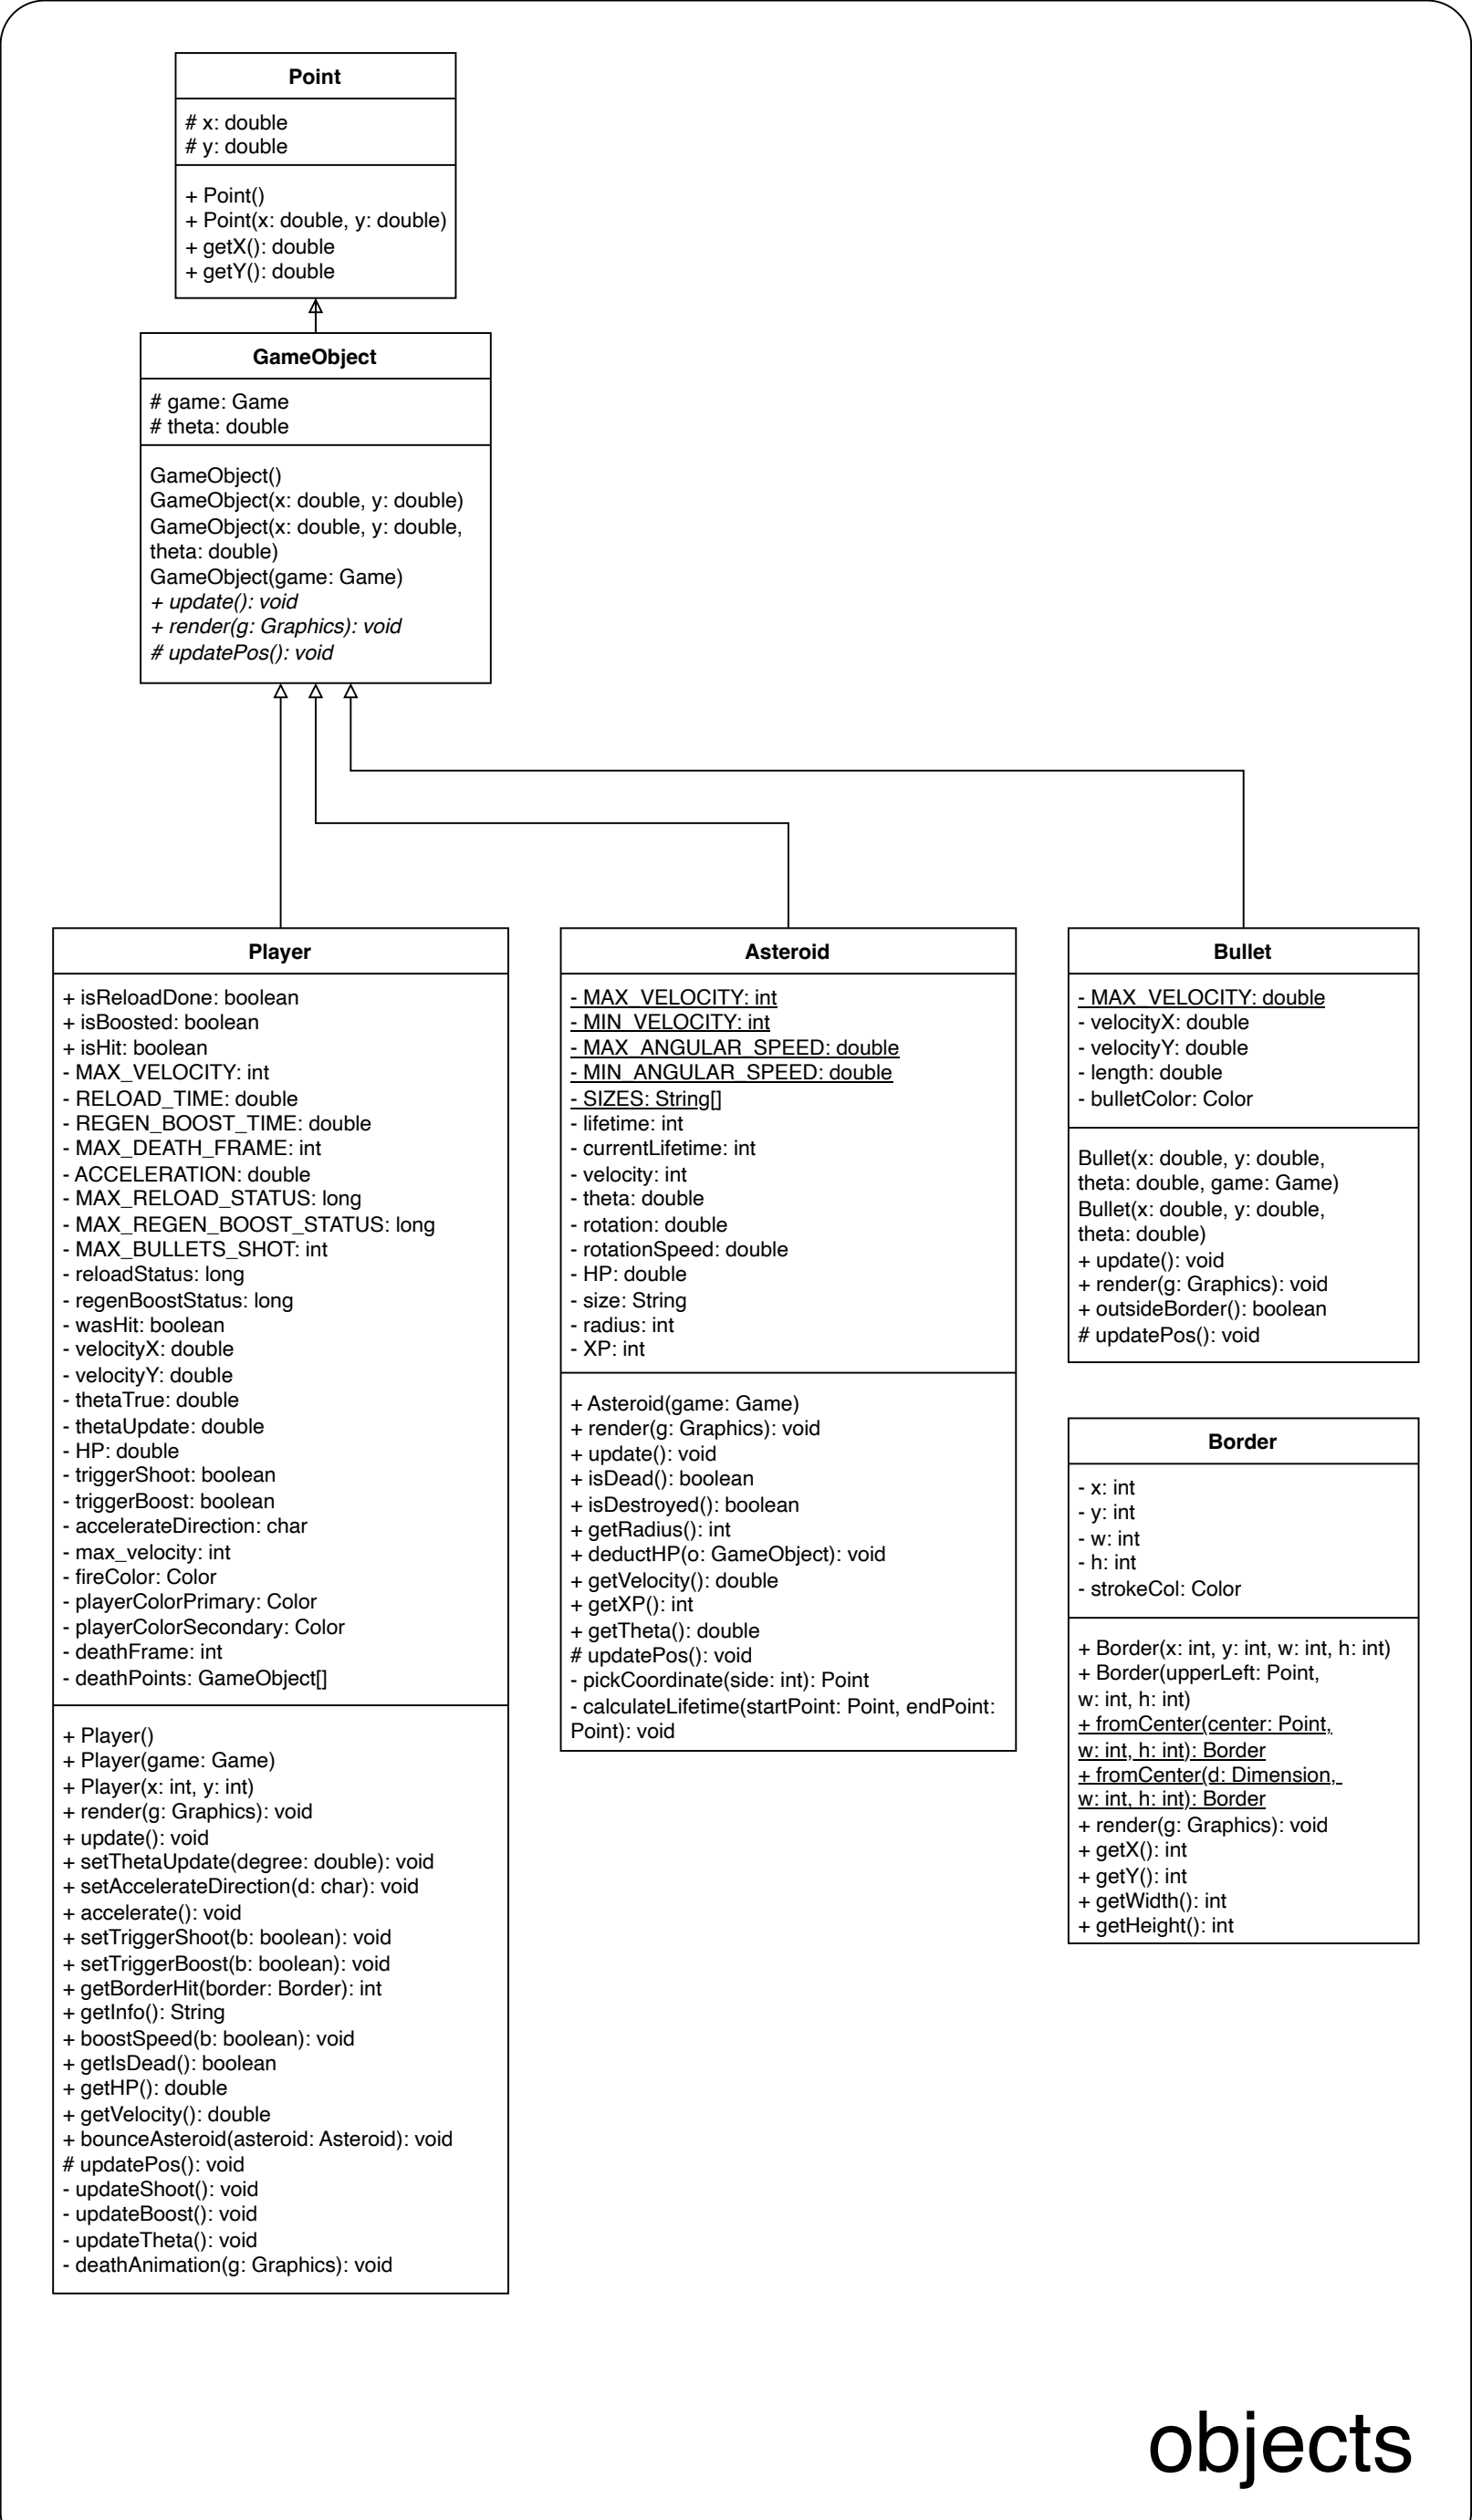 Point
# x: double
# y: double
+ Point()
+ Point(x: double, y: double)
+ getX(): double
+ getY(): double
GameObject
# game: Game
# theta: double
GameObject()
GameObject(x: double, y: double)
GameObject(x: double, y: double,
theta: double)
GameObject(game: Game)
+ update(): void
+ render(g: Graphics): void
# updatePos(): void
Player
+ isReloadDone: boolean
+ isBoosted: boolean
+ isHit: boolean
- MAX_VELOCITY: int
- RELOAD_TIME: double
- REGEN_BOOST_TIME: double
- MAX_DEATH_FRAME: int
- ACCELERATION: double
- MAX_RELOAD_STATUS: long
- MAX_REGEN_BOOST_STATUS: long
- MAX_BULLETS_SHOT: int
- reloadStatus: long
- regenBoostStatus: long
- wasHit: boolean
- velocityX: double
- velocityY: double
- thetaTrue: double
- thetaUpdate: double
- HP: double
- triggerShoot: boolean
- triggerBoost: boolean
- accelerateDirection: char
- max_velocity: int
- fireColor: Color
- playerColorPrimary: Color
- playerColorSecondary: Color
- deathFrame: int
- deathPoints: GameObject[]
+ Player()
+ Player(game: Game)
+ Player(x: int, y: int)
+ render(g: Graphics): void
+ update(): void
+ setThetaUpdate(degree: double): void
+ setAccelerateDirection(d: char): void
+ accelerate(): void
+ setTriggerShoot(b: boolean): void
+ setTriggerBoost(b: boolean): void
+ getBorderHit(border: Border): int
+ getInfo(): String
+ boostSpeed(b: boolean): void
+ getIsDead(): boolean
+ getHP(): double
+ getVelocity(): double
+ bounceAsteroid(asteroid: Asteroid): void
# updatePos(): void
- updateShoot(): void
- updateBoost(): void
- updateTheta(): void
- deathAnimation(g: Graphics): void
Asteroid
- MAX_VELOCITY: int
- MIN_VELOCITY: int
- MAX_ANGULAR_SPEED: double
- MIN_ANGULAR_SPEED: double
- SIZES: String[]
- lifetime: int
- currentLifetime: int
- velocity: int
- theta: double
- rotation: double
- rotationSpeed: double
- HP: double
- size: String
- radius: int
- XP: int
+ Asteroid(game: Game)
+ render(g: Graphics): void
+ update(): void
+ isDead(): boolean
+ isDestroyed(): boolean
+ getRadius(): int
+ deductHP(o: GameObject): void
+ getVelocity(): double
+ getXP(): int
+ getTheta(): double
# updatePos(): void
- pickCoordinate(side: int): Point
- calculateLifetime(startPoint: Point, endPoint:
Point): void
Bullet
- MAX_VELOCITY: double
- velocityX: double
- velocityY: double
- length: double
- bulletColor: Color
Bullet(x: double, y: double,
theta: double, game: Game)
Bullet(x: double, y: double,
theta: double)
+ update(): void
+ render(g: Graphics): void
+ outsideBorder(): boolean
# updatePos(): void
Border
- x: int
- y: int
- w: int
- h: int
- strokeCol: Color
+ Border(x: int, y: int, w: int, h: int)
+ Border(upperLeft: Point,
w: int, h: int)
+ fromCenter(center: Point,
w: int, h: int): Border
+ fromCenter(d: Dimension,
w: int, h: int): Border
+ render(g: Graphics): void
+ getX(): int
+ getY(): int
+ getWidth(): int
+ getHeight(): int
objects